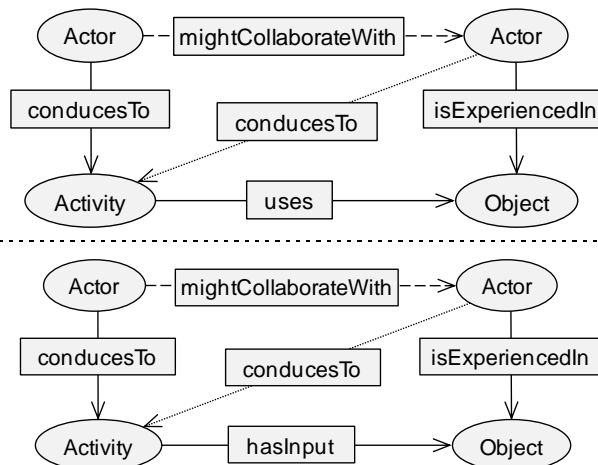 Actor mightCollaborateWith Actor
conducesTo conducesTo isExperiencedIn
Activity uses Object
Actor mightCollaborateWith Actor
conducesTo conducesTo isExperiencedIn
Activity hasInput Object